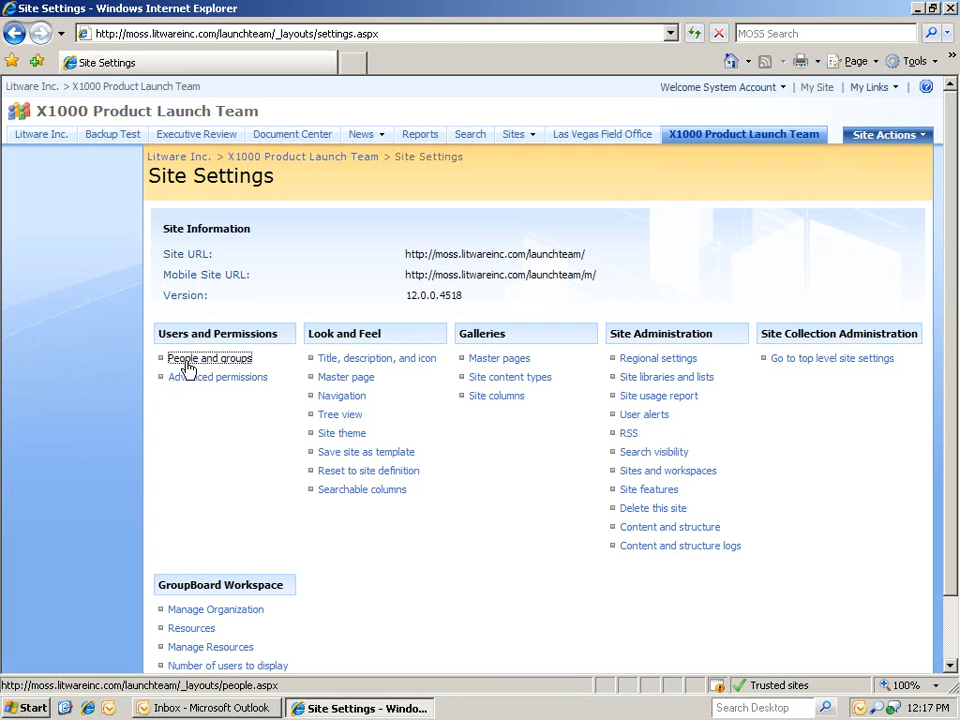 Site Settings - Windows Internet Explorer
http://moss.litwareinc.com/launchteam/_layouts/settings.aspx
MOSS Search
Site Settings
Page
Tools
Litware Inc. > X1000 Product Launch Team
Welcome System Account
My Site
My Links
X1000 Product Launch Team
Litware Inc.
Backup Test
Executive Review
Document Center
News
Reports
Search
Sites
Las Vegas Field Office
X1000 Product Launch Team
Site Actions
Litware Inc. > X1000 Product Launch Team > Site Settings
Site Settings
Site Information
Site URL: http://moss.litwareinc.com/launchteam/
Mobile Site URL: http://moss.litwareinc.com/launchteam/m/
Version: 12.0.0.4518
Users and Permissions
People and groups
Advanced permissions
Look and Feel
Title, description, and icon
Master page
Navigation
Tree view
Site theme
Save site as template
Reset to site definition
Searchable columns
Galleries
Master pages
Site content types
Site columns
Site Administration
Regional settings
Site libraries and lists
Site usage report
User alerts
RSS
Search visibility
Sites and workspaces
Site features
Delete this site
Content and structure
Content and structure logs
Site Collection Administration
Go to top level site settings
GroupBoard Workspace
Manage Organization
Resources
Manage Resources
Number of users to display
http://moss.litwareinc.com/launchteam/_layouts/people.aspx
Trusted sites
100%
Start
Inbox - Microsoft Outlook
Site Settings - Windo...
Search Desktop
12:17 PM